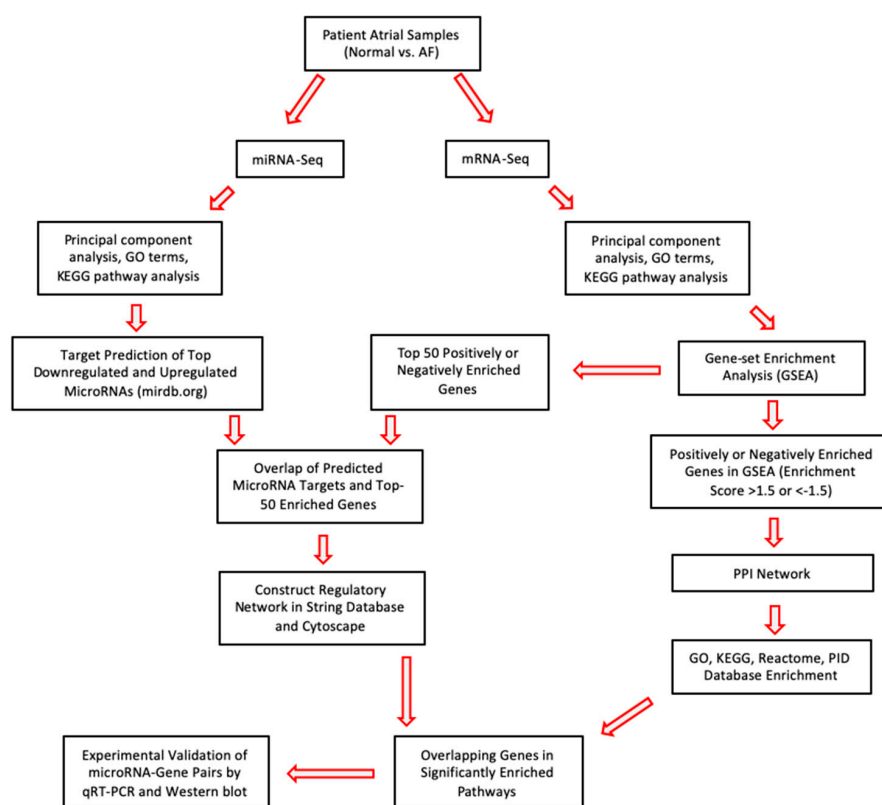 Patient Atrial Samples
(Normal vs. AF)
miRNA-Seq
mRNA-Seq
Principal component
analysis, GO terms,
KEGG pathway analysis
Principal component
analysis, GO terms,
KEGG pathway analysis
Target Prediction of Top
Downregulated and Upregulated
MicroRNAs (mirdb.org)
Top 50 Positively or
Negatively Enriched
Genes
Gene-set Enrichment
Analysis (GSEA)
Overlap of Predicted
MicroRNA Targets and Top-
50 Enriched Genes
Positively or Negatively Enriched
Genes in GSEA (Enrichment
Score >1.5 or <-1.5)
Construct Regulatory
Network in String Database
and Cytoscape
PPI Network
GO, KEGG, Reactome, PID
Database Enrichment
Experimental Validation of
microRNA-Gene Pairs by
qRT-PCR and Western blot
Overlapping Genes in
Significantly Enriched
Pathways